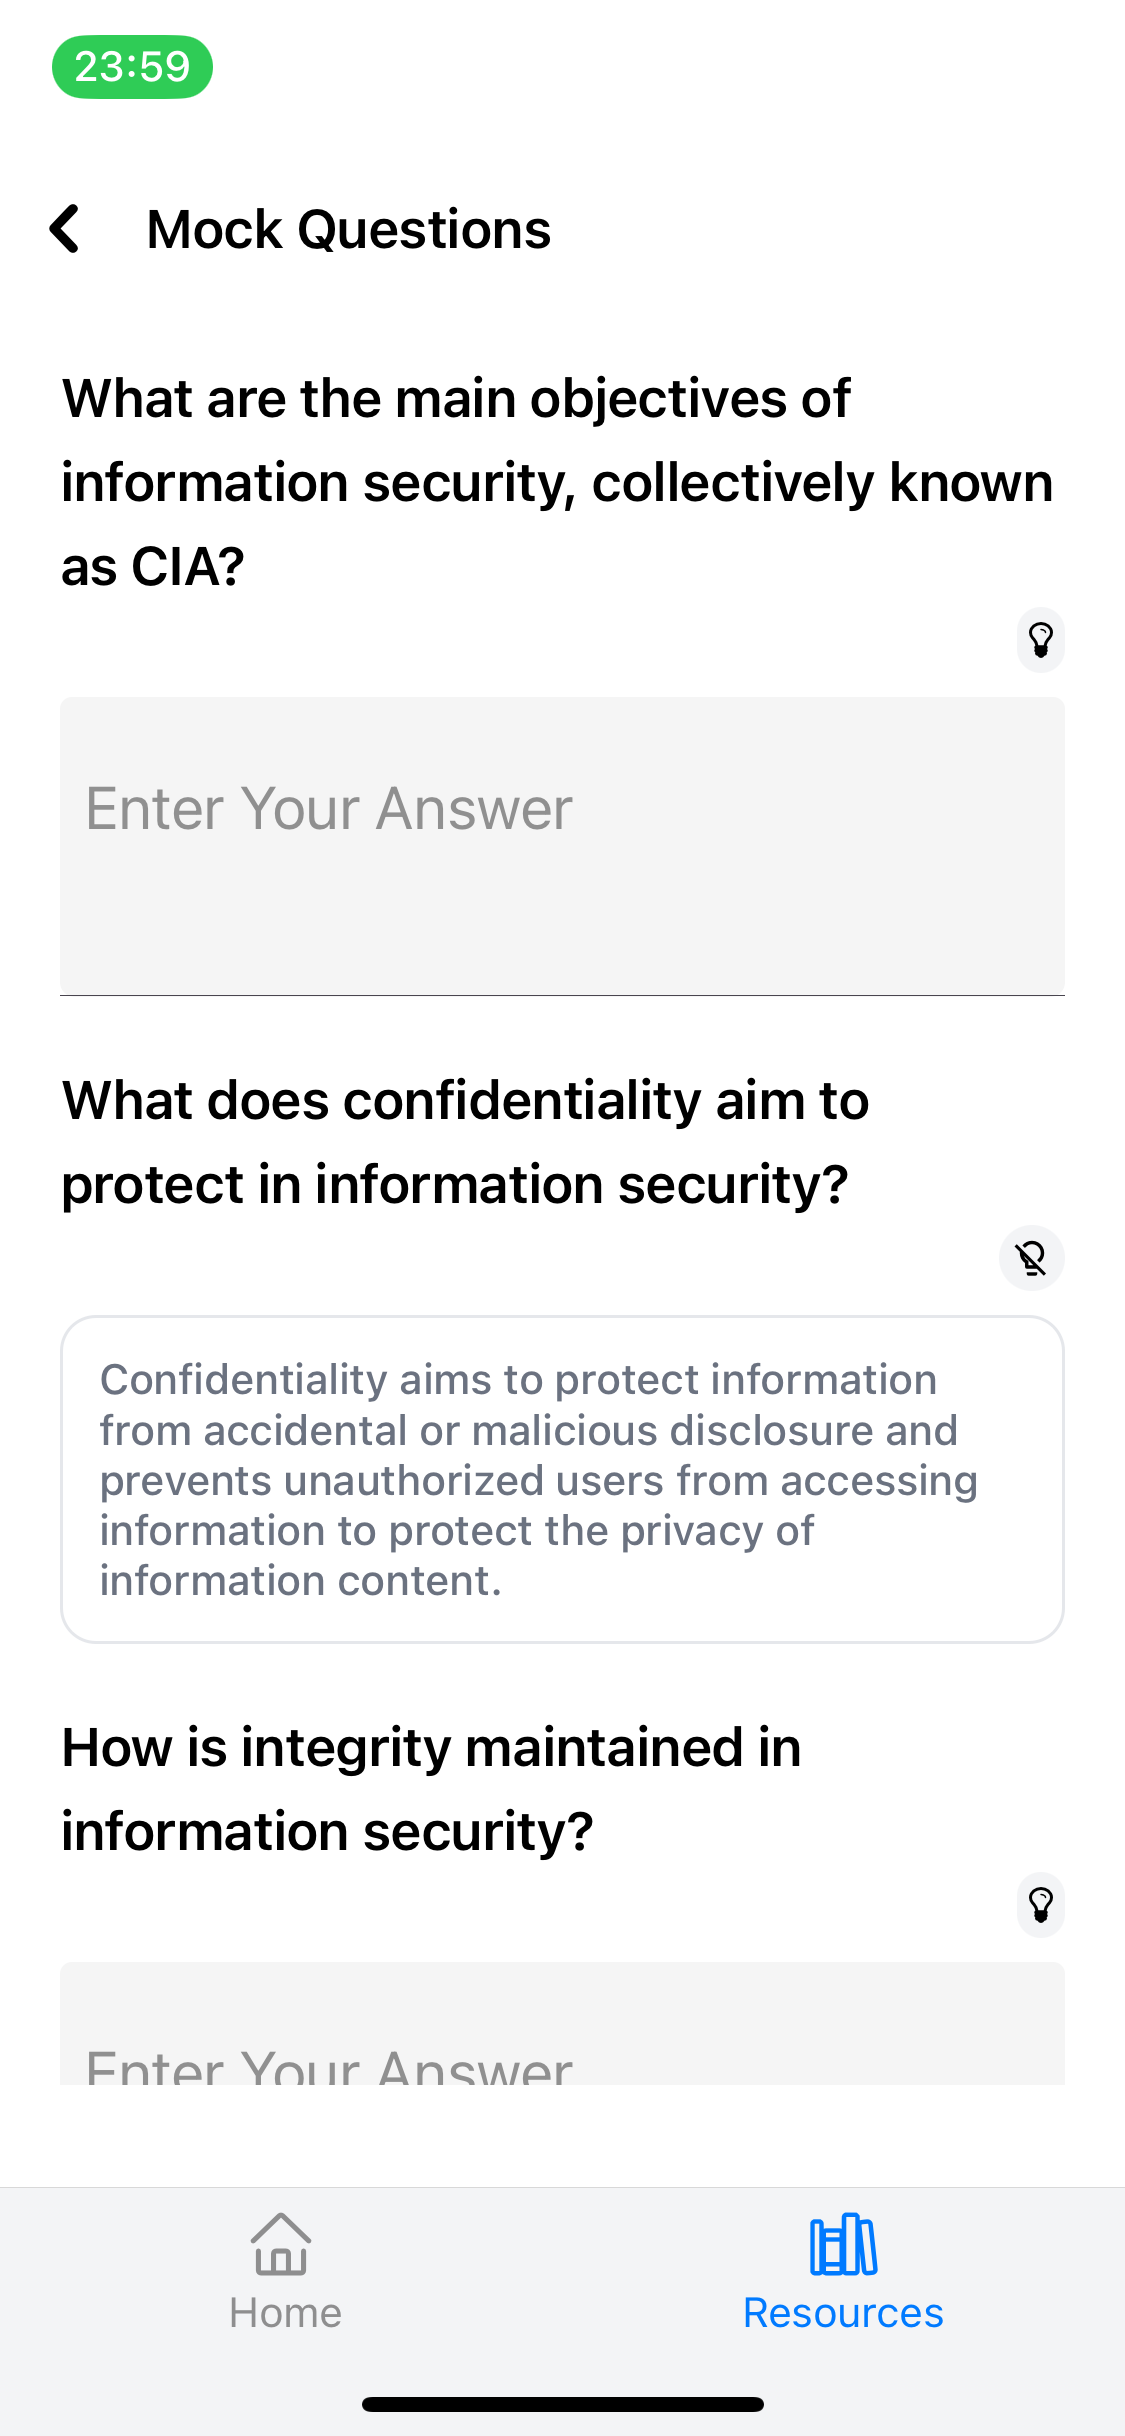 23:59
Mock Questions
What are the main objectives of
information security, collectively known
as CIA?
Enter Your Answer
What does confidentiality aim to
protect in information security?
Confidentiality aims to protect information
from accidental or malicious disclosure and
prevents unauthorized users from accessing
information to protect the privacy of
information content.
How is integrity maintained in
information security?
Enter Your Answer
Home
Resources